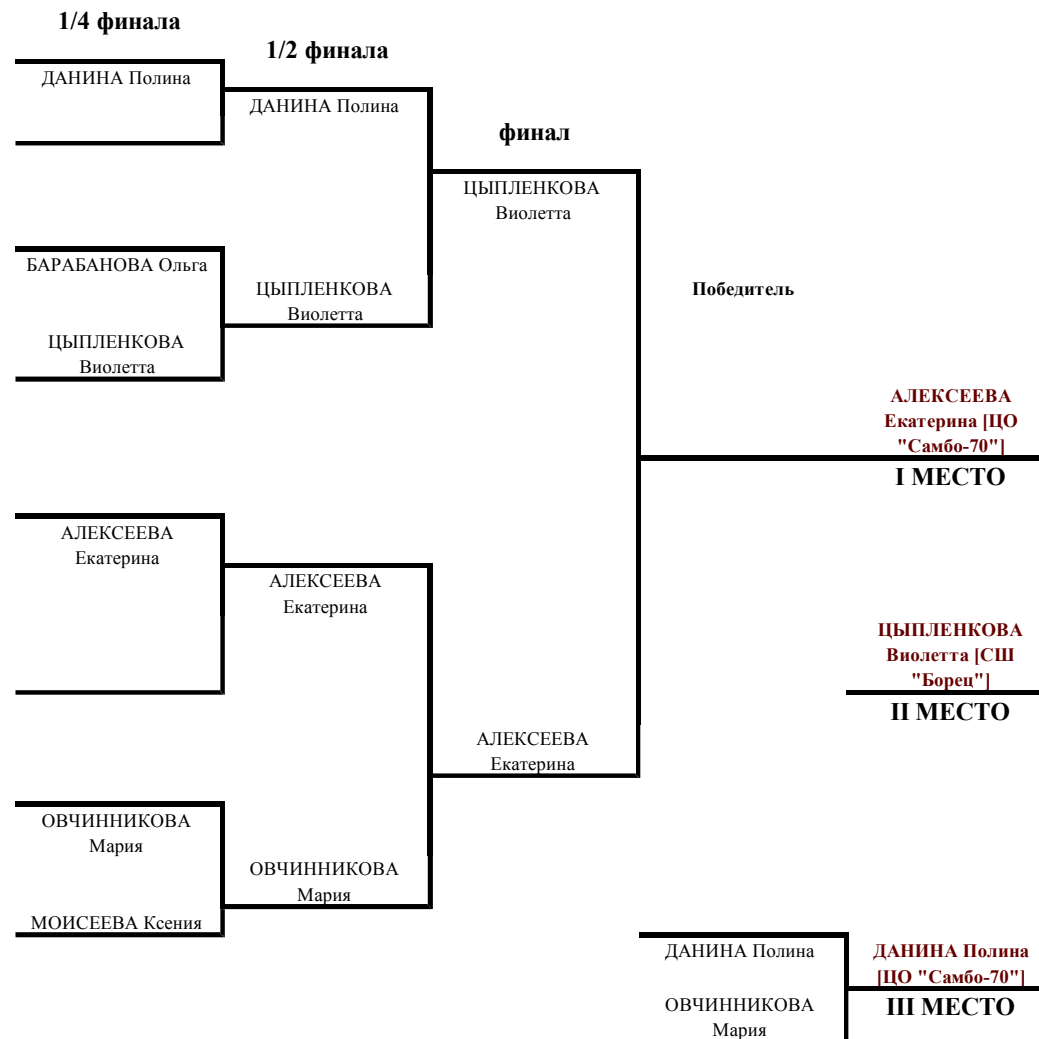 1/4 финала
1/2 финала
ДАНИНА Полина
ДАНИНА Полина
финал
ЦЫПЛЕНКОВА
Виолетта
БАРАБАНОВА Ольга
ЦЫПЛЕНКОВА
Виолетта
Победитель
ЦЫПЛЕНКОВА
Виолетта
АЛЕКСЕЕВА
Екатерина [ЦО
"Самбо-70"]
I МЕСТО
АЛЕКСЕЕВА
Екатерина
АЛЕКСЕЕВА
Екатерина
ЦЫПЛЕНКОВА
Виолетта [СШ
"Борец"]
II МЕСТО
АЛЕКСЕЕВА
Екатерина
ОВЧИННИКОВА
Мария
ОВЧИННИКОВА
Мария
МОИСЕЕВА Ксения
ДАНИНА Полина
ДАНИНА Полина
[ЦО "Самбо-70"]
III МЕСТО
ОВЧИННИКОВА
Мария